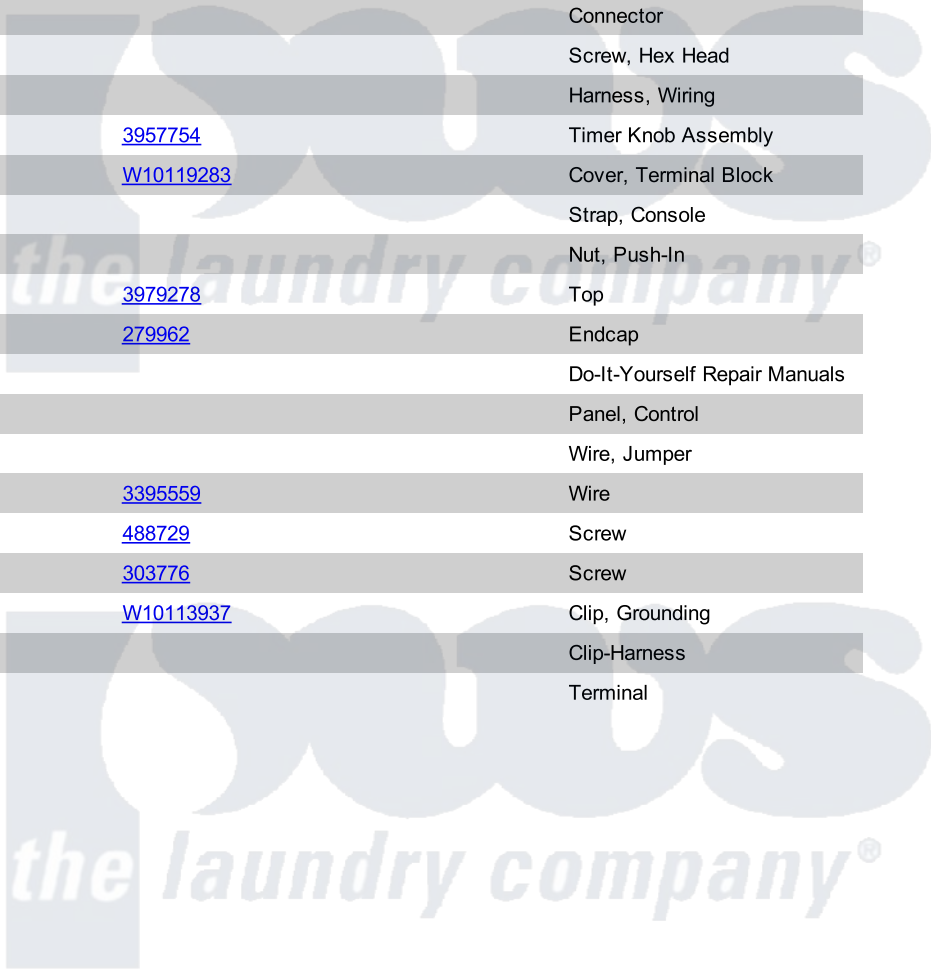 Connector
Screw, Hex Head
Harness, Wiring
3957754 Timer Knob Assembly
W10119283 Cover, Terminal Block
Strap, Console
Nut, Push-In
3979278 Top
279962 Endcap
Do-It-Yourself Repair Manuals
Panel, Control
Wire, Jumper
3395559 Wire
488729 Screw
303776 Screw
W10113937 Clip, Grounding
Clip-Harness
Terminal
pws
the laundry company®
pws
the laundry company®